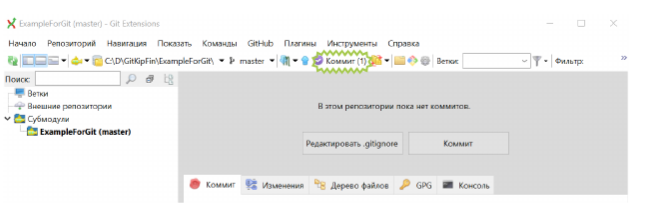 ExampleForGit (master) - Git Extensions
Начало Репозиторий Навигация Показать Команды GitHub Плагины Инструменты Справка
C:\D\GitKipFin\ExampleForGit\ master Коммит (1) Ветки: Фильтр: »
Поиск:
Ветки
Внешние репозитории
Субмодули
ExampleForGit (master)
В этом репозитории пока нет коммитов.
Редактировать .gitignore Коммит
Коммит Изменения Дерево файлов GPG Консоль